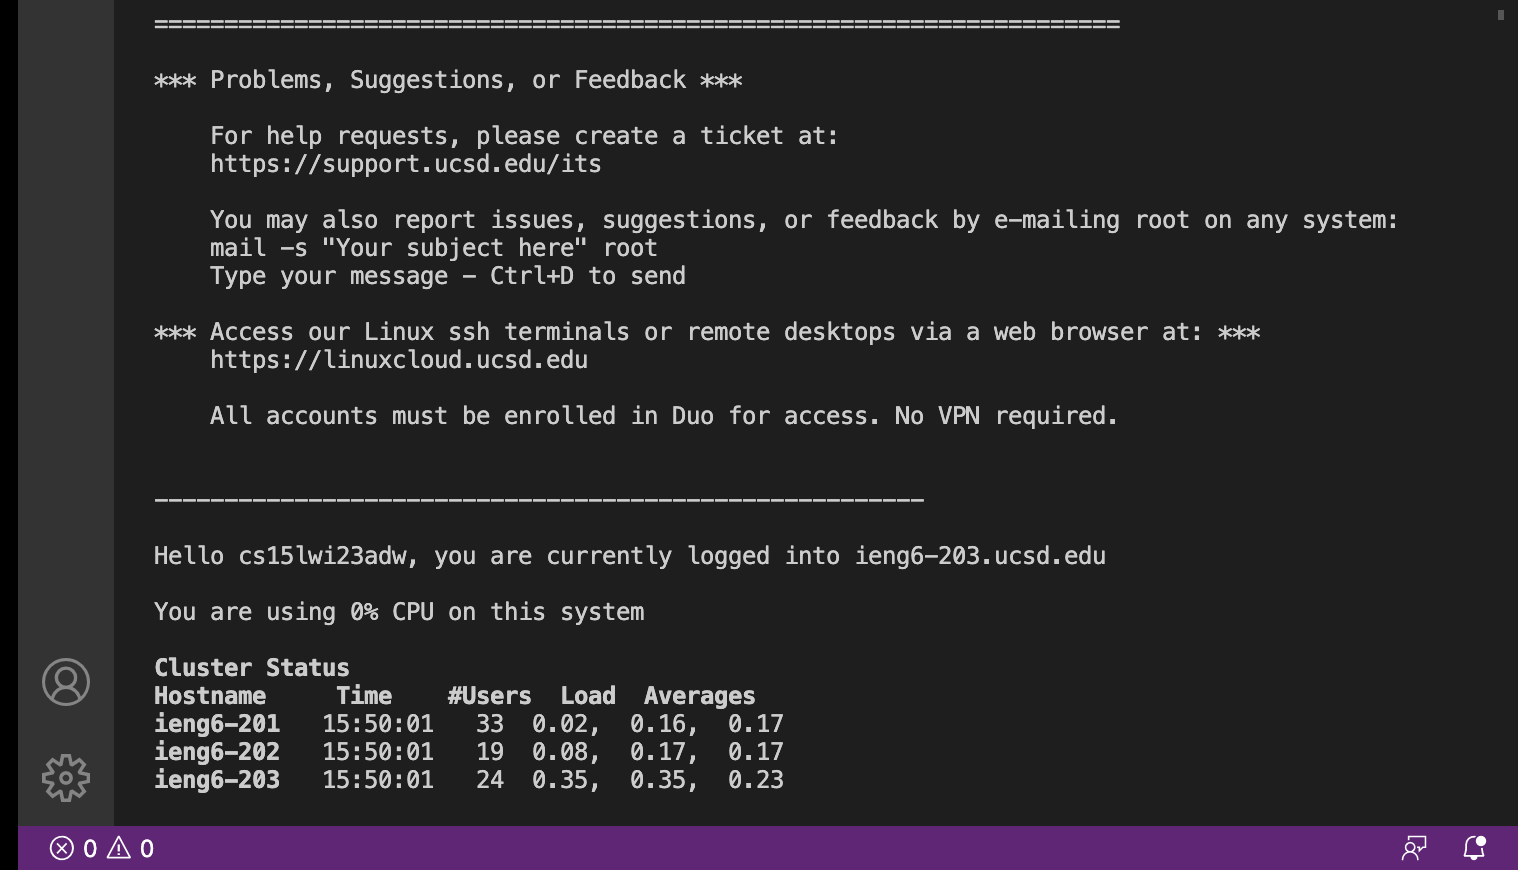 =====================================================================
*** Problems, Suggestions, or Feedback ***
For help requests, please create a ticket at:
https://support.ucsd.edu/its
You may also report issues, suggestions, or feedback by e-mailing root on any system:
mail -s "Your subject here" root
Type your message - Ctrl+D to send
*** Access our Linux ssh terminals or remote desktops via a web browser at: ***
https://linuxcloud.ucsd.edu
All accounts must be enrolled in Duo for access. No VPN required.
-------------------------------------------------------
Hello cs15lwi23adw, you are currently logged into ieng6-203.ucsd.edu
You are using 0% CPU on this system
Cluster Status
Hostname     Time    #Users  Load  Averages
ieng6-201   15:50:01   33  0.02,  0.16,  0.17
ieng6-202   15:50:01   19  0.08,  0.17,  0.17
ieng6-203   15:50:01   24  0.35,  0.35,  0.23
0 0